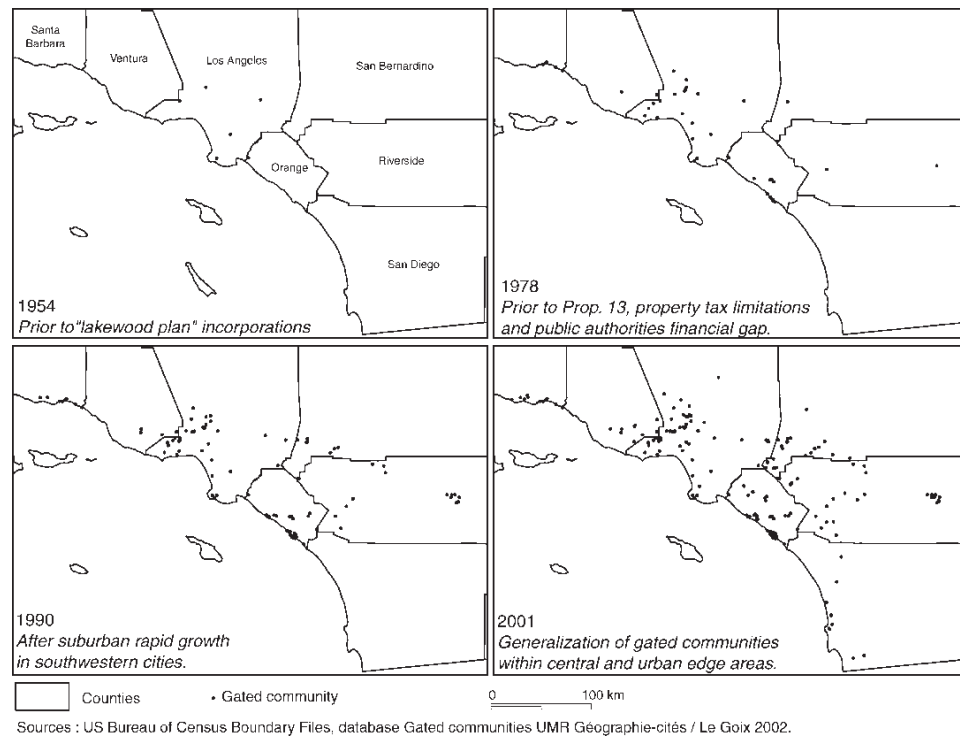 Santa
Barbara
Ventura
Los Angeles
San Bernardino
Orange
Riverside
San Diego
1954
Prior to"lakewood plan" incorporations
1978
Prior to Prop. 13, property tax limitations
and public authorities financial gap.
1990
After suburban rapid growth
in southwestern cities.
2001
Generalization of gated communities
within central and urban edge areas.
Counties
Gated community
0 100 km
Sources : US Bureau of Census Boundary Files, database Gated communities UMR Géographie-cités / Le Goix 2002.